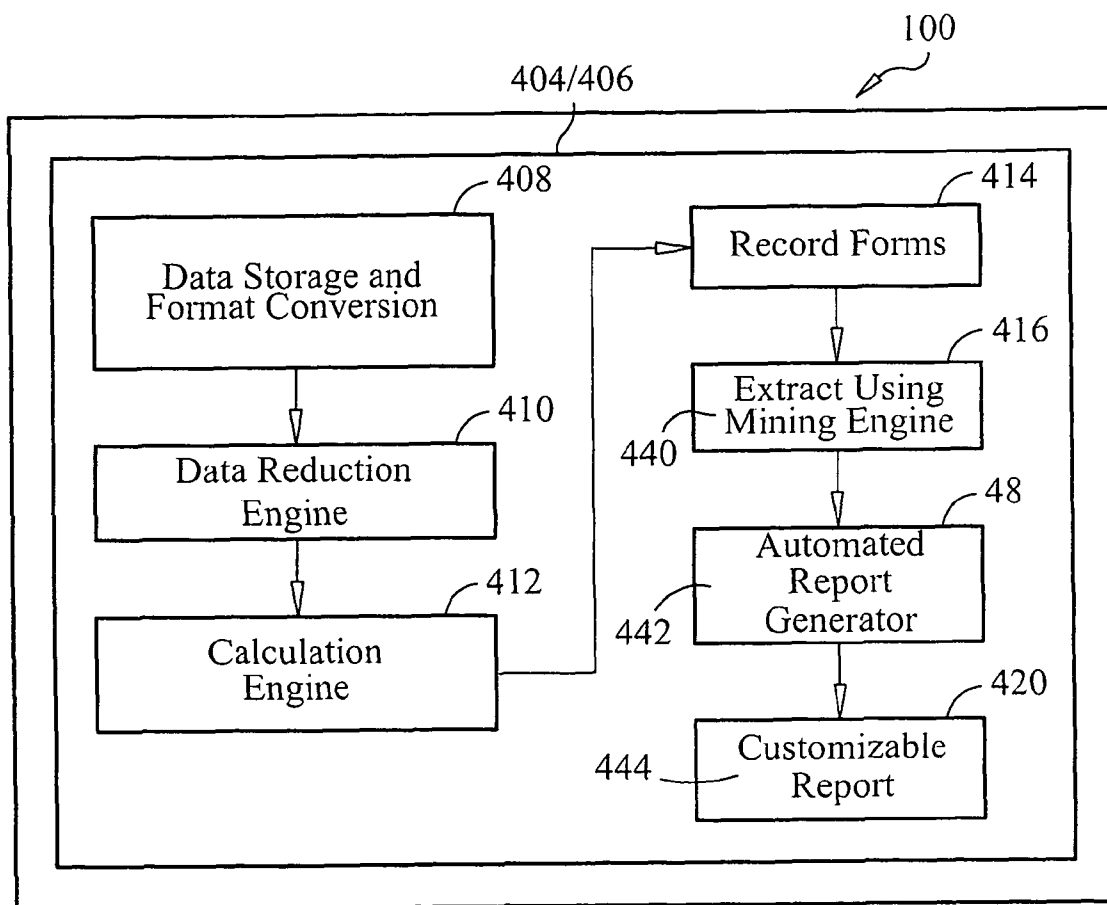 100
404/406
408
Data Storage and
Format Conversion
410
Data Reduction
Engine
412
Calculation
Engine
414
Record Forms
416
Extract Using
Mining Engine
440
48
Automated
Report
Generator
442
420
Customizable
Report
444